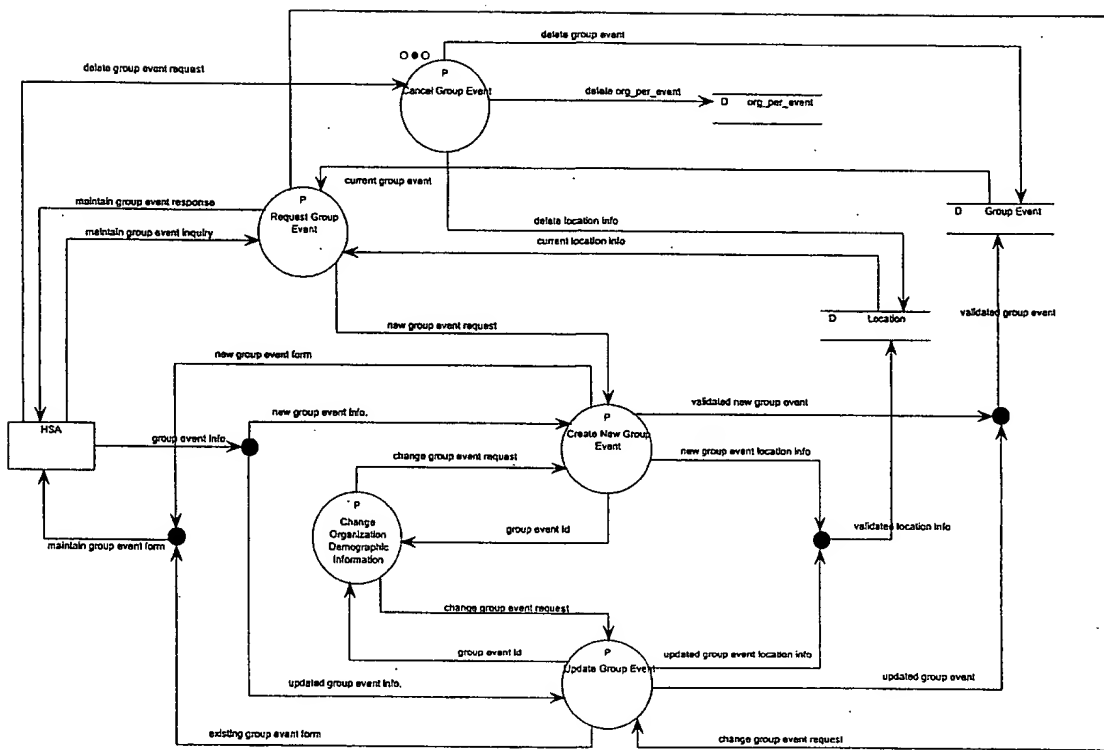 delete group event
delete group event request
P
Cancel Group Event
delete org_per_event
D org_per_event
current group event
P
Request Group
Event
maintain group event response
maintain group event inquiry
delete location info
current location info
D Group Event
D Location
validated group event
new group event request
new group event form
HSA
group event info.
new group event info.
P
Create New Group
Event
validated new group event
new group event location info
change group event request
P
Change
Organization
Demographic
Information
group event id
validated location info
maintain group event form
change group event request
group event id
P
Update Group Event
updated group event location info
updated group event
updated group event info.
existing group event form
change group event request